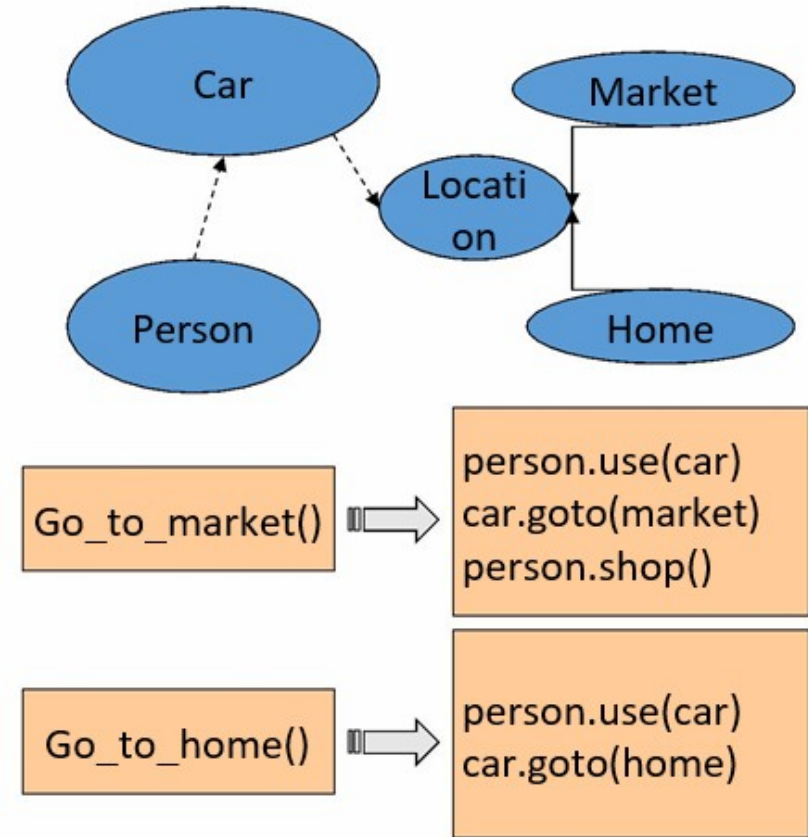 Car
Market
Locati
on
Person
Home
Go_to_market()
person.use(car)
car.goto(market)
person.shop()
Go_to_home()
person.use(car)
car.goto(home)